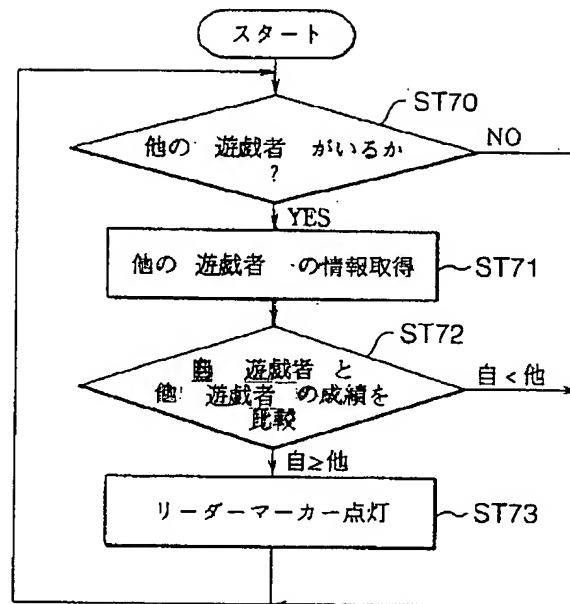 スタート
ST70
他の 遊戯者 がいるか
?
NO
YES
他の 遊戯者 の情報取得
ST71
ST72
自 遊戯者 と
他 遊戯者 の成績を
比較
自<他
自≥他
リーダーマーカー点灯
ST73